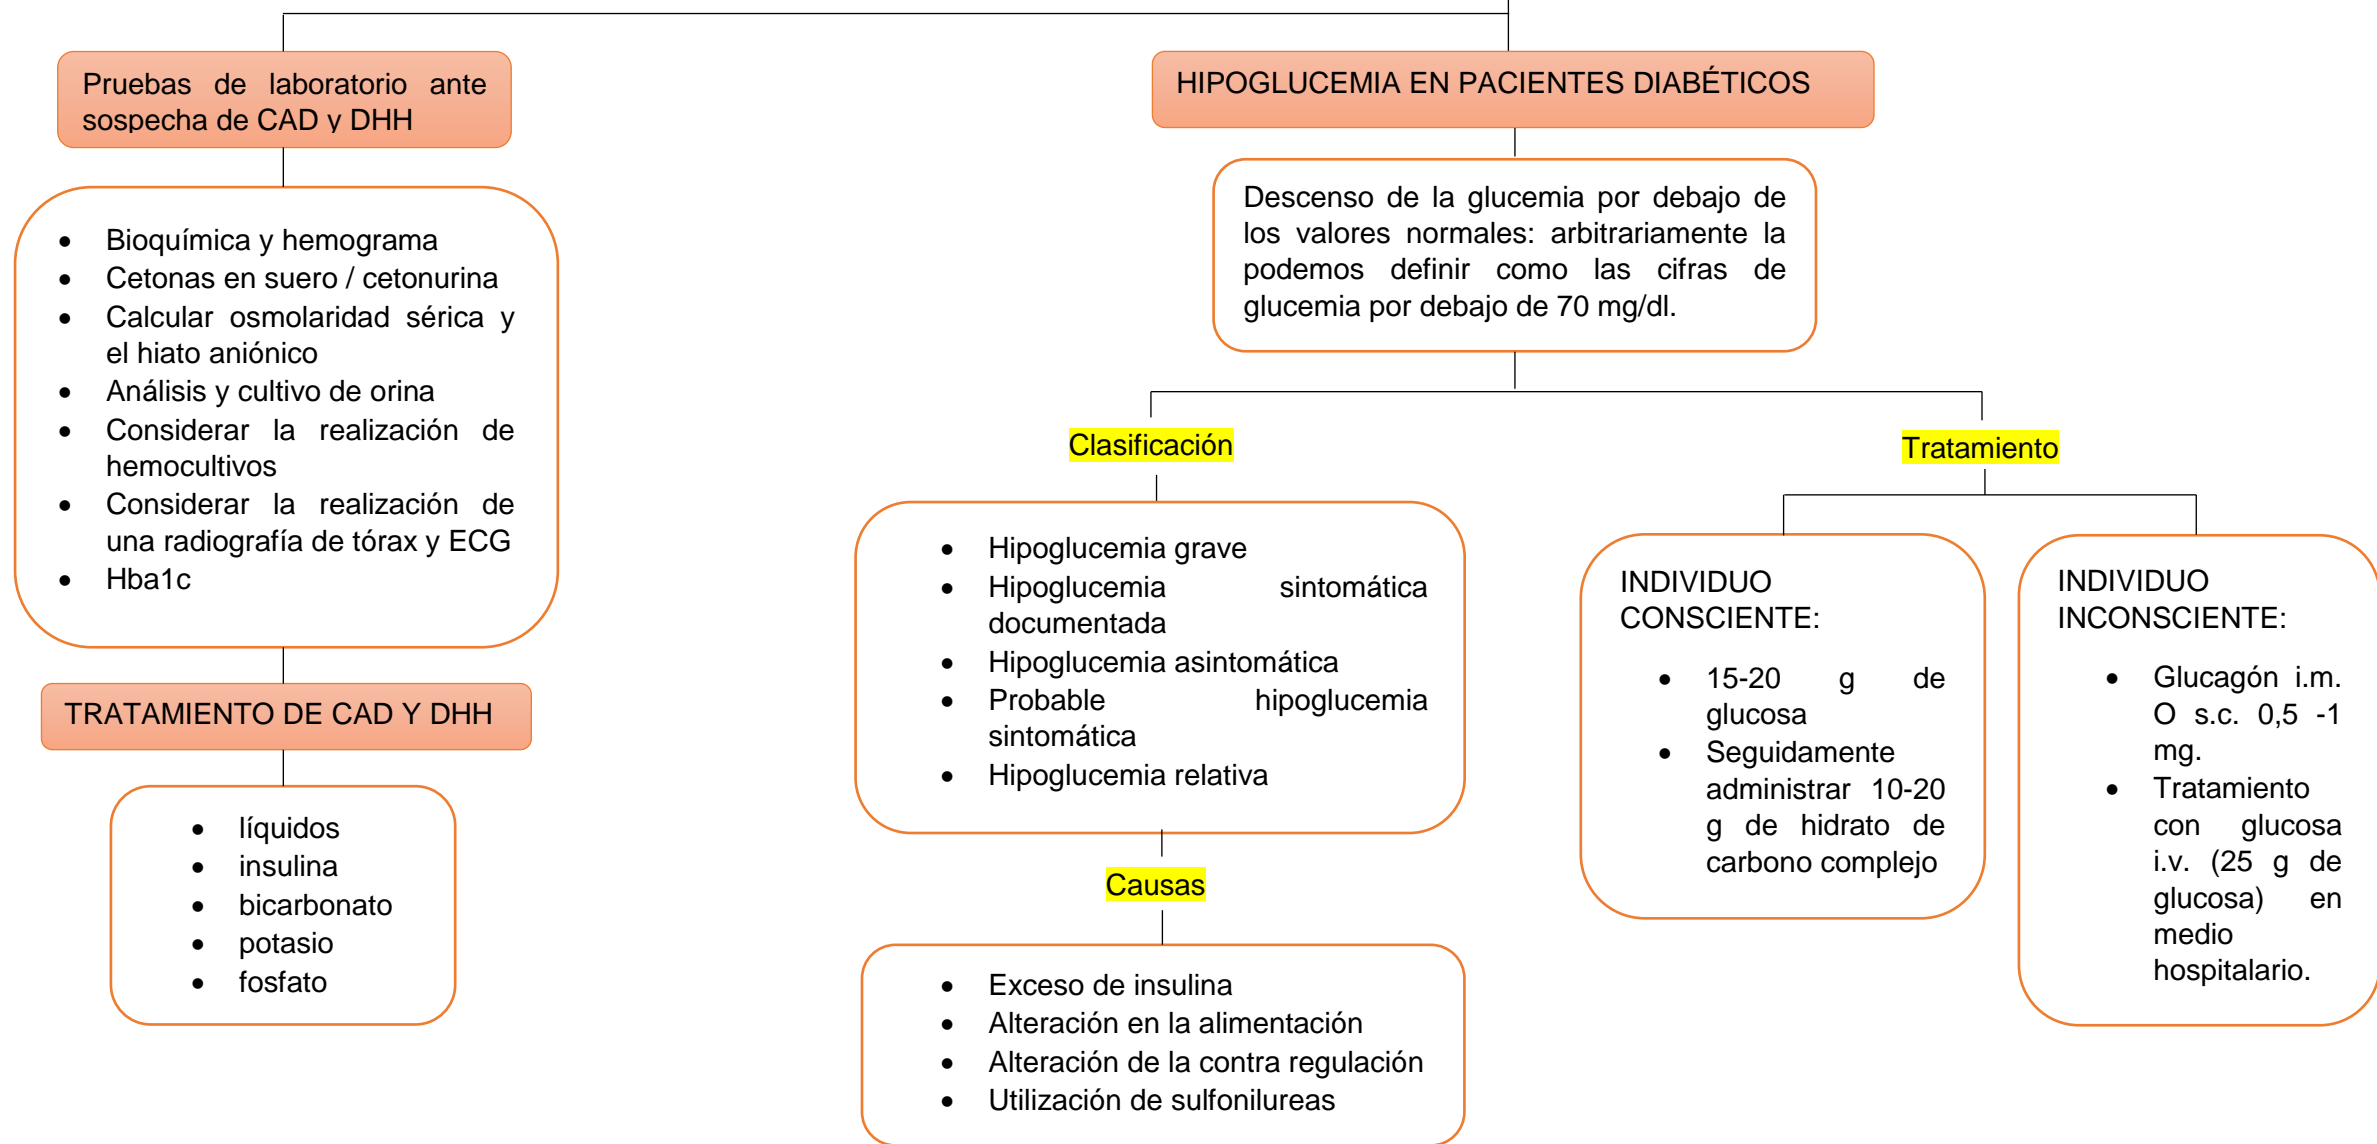 Pruebas de laboratorio ante
sospecha de CAD y DHH
• Bioquímica y hemograma
• Cetonas en suero / cetonurina
• Calcular osmolaridad sérica y
el hiato aniónico
• Análisis y cultivo de orina
• Considerar la realización de
hemocultivos
• Considerar la realización de
una radiografía de tórax y ECG
• Hba1c
TRATAMIENTO DE CAD Y DHH
• líquidos
• insulina
• bicarbonato
• potasio
• fosfato
HIPOGLUCEMIA EN PACIENTES DIABÉTICOS
Descenso de la glucemia por debajo de
los valores normales: arbitrariamente la
podemos definir como las cifras de
glucemia por debajo de 70 mg/dl.
Clasificación
• Hipoglucemia grave
• Hipoglucemia sintomática
documentada
• Hipoglucemia asintomática
• Probable hipoglucemia
sintomática
• Hipoglucemia relativa
Causas
• Exceso de insulina
• Alteración en la alimentación
• Alteración de la contra regulación
• Utilización de sulfonilureas
Tratamiento
INDIVIDUO
CONSCIENTE:
• 15-20 g de
glucosa
• Seguidamente
administrar 10-20
g de hidrato de
carbono complejo
INDIVIDUO
INCONSCIENTE:
• Glucagón i.m.
O s.c. 0,5 -1
mg.
• Tratamiento
con glucosa
i.v. (25 g de
glucosa) en
medio
hospitalario.